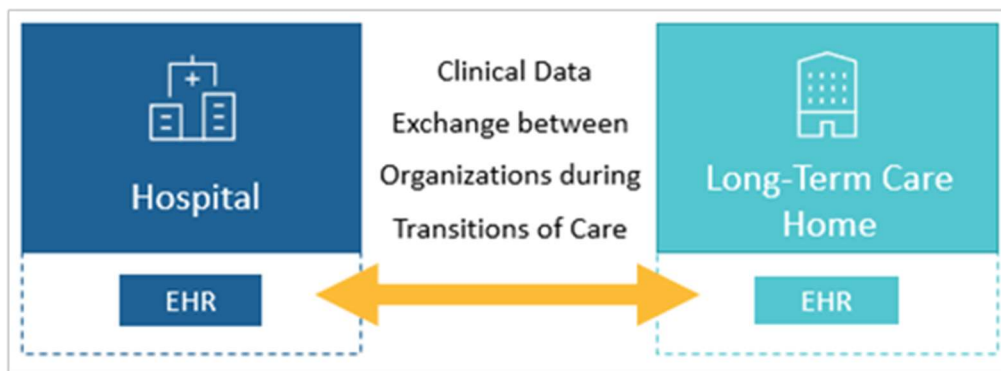 Hospital
EHR
Clinical Data
Exchange between
Organizations during
Transitions of Care
Long-Term Care
Home
EHR